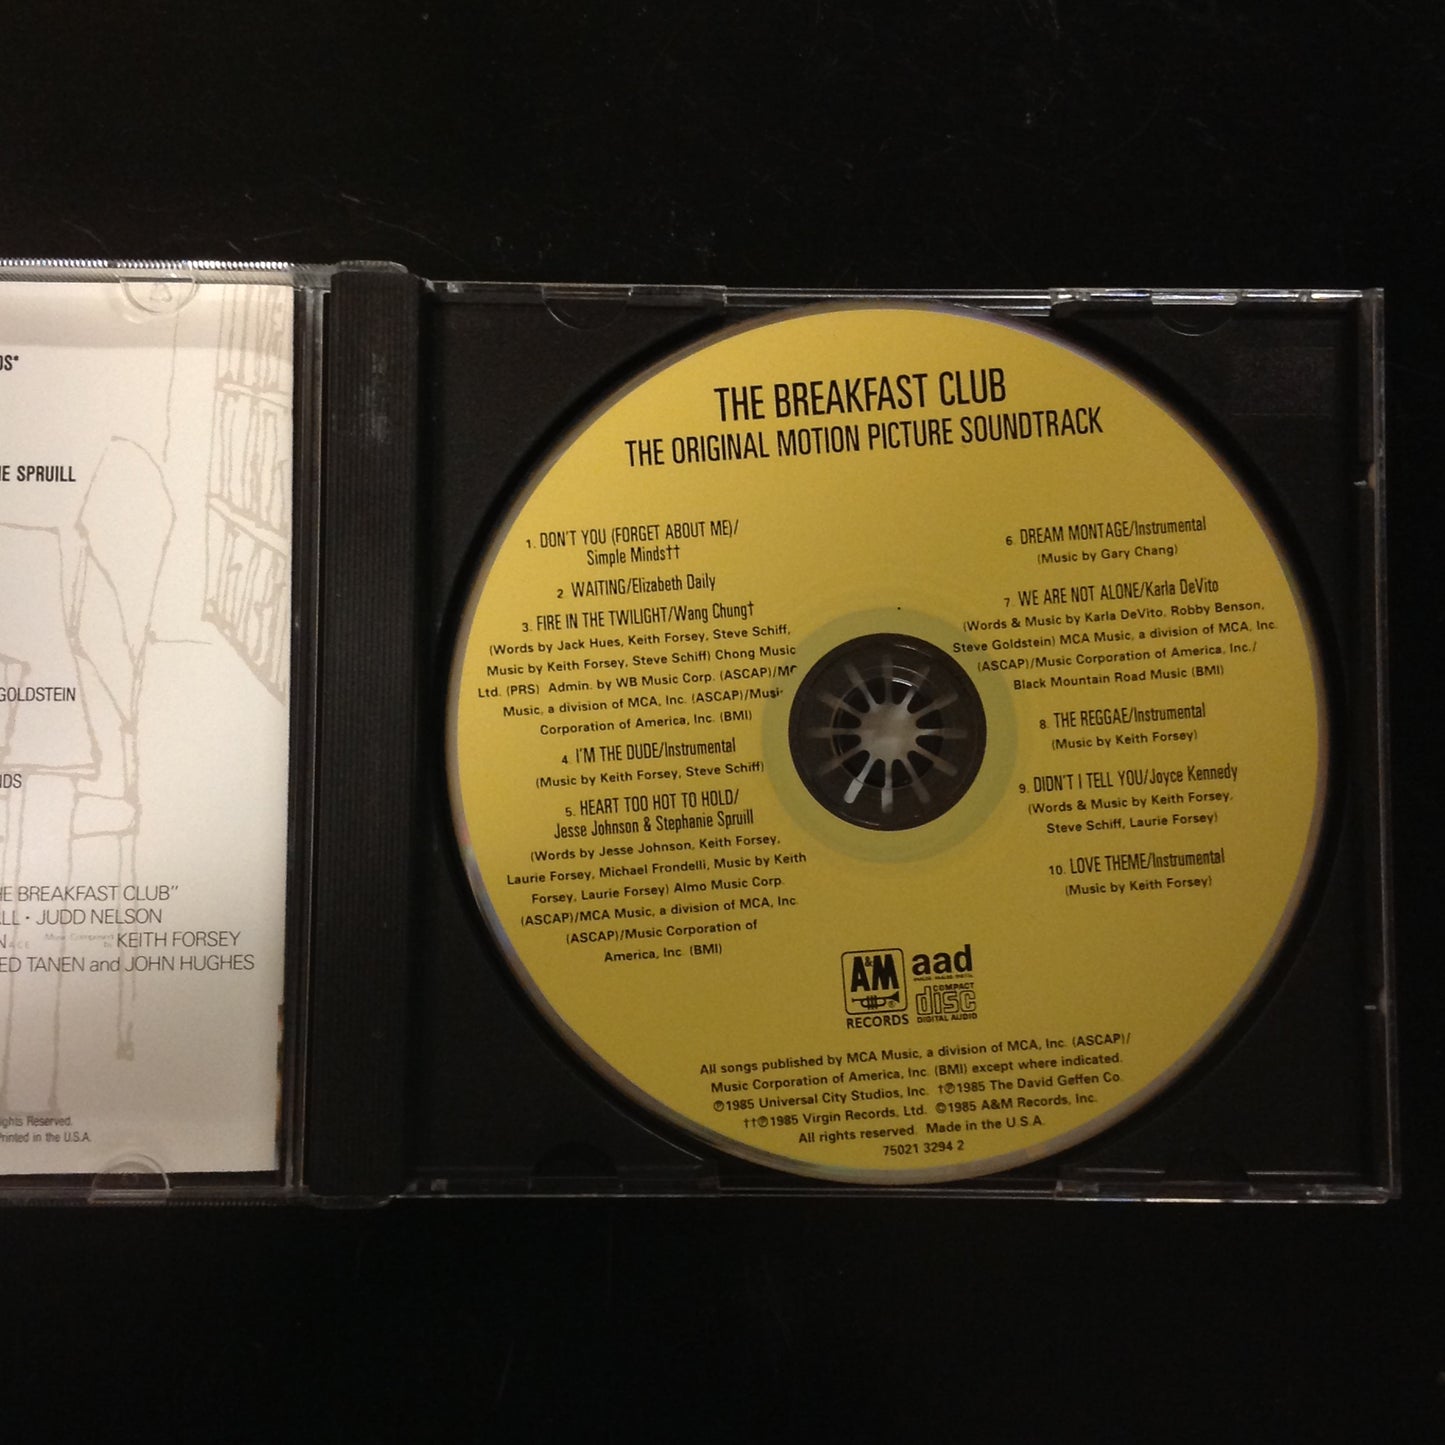 DS*
E SPRUILL
GOLDSTEIN
NDS
HE BREAKFAST CLUB"
LL • JUDD NELSON
KEITH FORSEY
ED TANEN and JOHN HUGHES
ights Reserved.
Printed in the U.S.A.
THE BREAKFAST CLUB
THE ORIGINAL MOTION PICTURE SOUNDTRACK
1. DON'T YOU (FORGET ABOUT ME)/
Simple Minds††
2 WAITING/Elizabeth Daily
3. FIRE IN THE TWILIGHT/Wang Chung†
(Words by Jack Hues, Keith Forsey, Steve Schiff,
Music by Keith Forsey, Steve Schiff) Chong Music
Ltd. (PRS) Admin. by WB Music Corp. (ASCAP)/MC
Music, a division of MCA, Inc. (ASCAP)/Musi
Corporation of America, Inc. (BMI)
4. I'M THE DUDE/Instrumental
(Music by Keith Forsey, Steve Schiff)
5. HEART TOO HOT TO HOLD/
Jesse Johnson & Stephanie Spruill
(Words by Jesse Johnson, Keith Forsey,
Laurie Forsey, Michael Frondelli, Music by Keith
Forsey, Laurie Forsey) Almo Music Corp.
(ASCAP)/MCA Music, a division of MCA, Inc.
(ASCAP)/Music Corporation of
America, Inc. (BMI)
6. DREAM MONTAGE/Instrumental
(Music by Gary Chang)
7. WE ARE NOT ALONE/Karla DeVito
(Words & Music by Karla DeVito, Robby Benson,
Steve Goldstein) MCA Music, a division of MCA, Inc.
(ASCAP)/Music Corporation of America, Inc./
Black Mountain Road Music (BMI)
8. THE REGGAE/Instrumental
(Music by Keith Forsey)
9. DIDN'T I TELL YOU/Joyce Kennedy
(Words & Music by Keith Forsey,
Steve Schiff, Laurie Forsey)
10. LOVE THEME/Instrumental
(Music by Keith Forsey)
A&M
RECORDS
aad
COMPACT
disc
DIGITAL AUDIO
All songs published by MCA Music, a division of MCA, Inc. (ASCAP)/
Music Corporation of America, Inc. (BMI) except where indicated.
℗1985 Universal City Studios, Inc. †℗1985 The David Geffen Co.
††℗1985 Virgin Records, Ltd. ©1985 A&M Records, Inc.
All rights reserved. Made in the U.S.A.
75021 3294 2